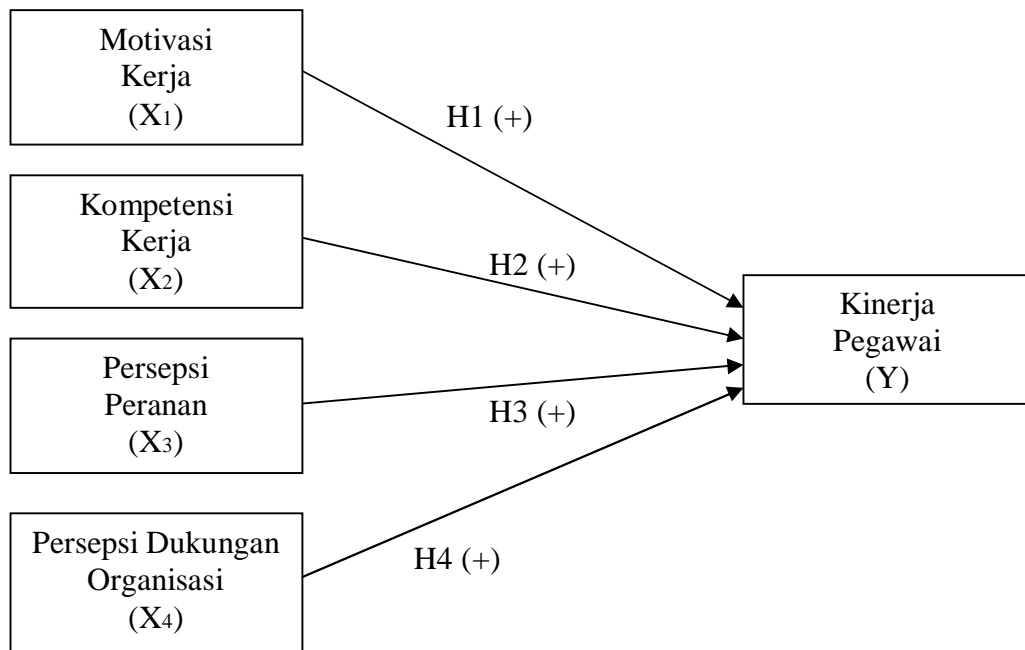 Motivasi
Kerja
(X1)
H1 (+)
Kompetensi
Kerja
(X2)
H2 (+)
Kinerja
Pegawai
(Y)
Persepsi
Peranan
(X3)
H3 (+)
Persepsi Dukungan
Organisasi
(X4)
H4 (+)